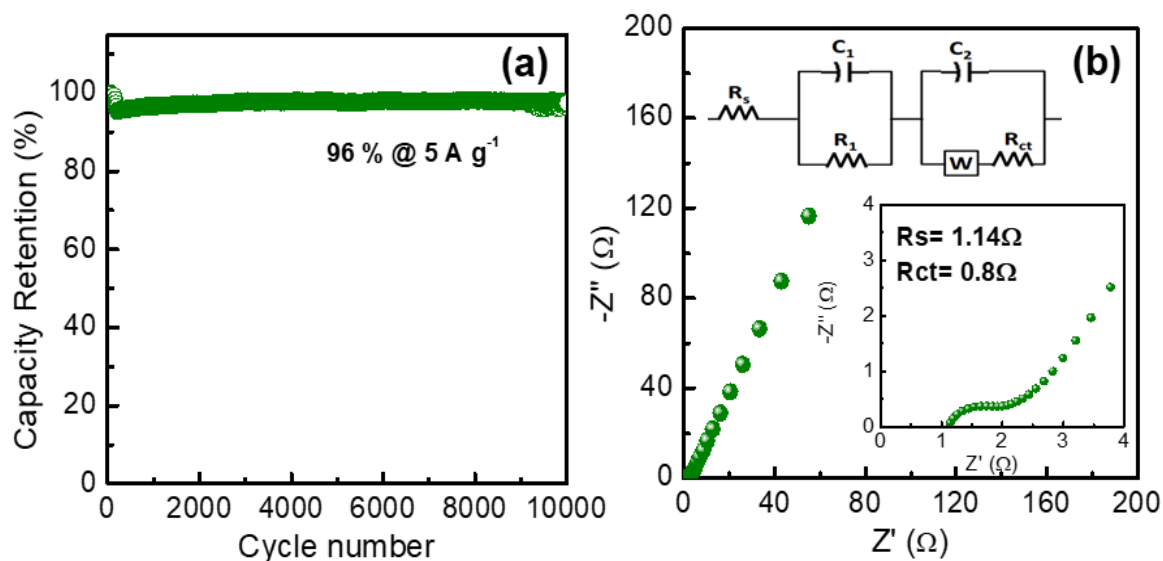 (a)
Capacity Retention (%)
100
80
60
40
20
0
96 % @ 5 A g⁻¹
0 2000 4000 6000 8000 10000
Cycle number
(b)
-Z'' (Ω)
200
160
120
80
40
0
C₁ C₂
Rₛ
R₁ W R_ct
4
3
2
1
0
Rs= 1.14Ω
Rct= 0.8Ω
-Z'' (Ω)
0 1 2 3 4
Z' (Ω)
0 40 80 120 160 200
Z' (Ω)